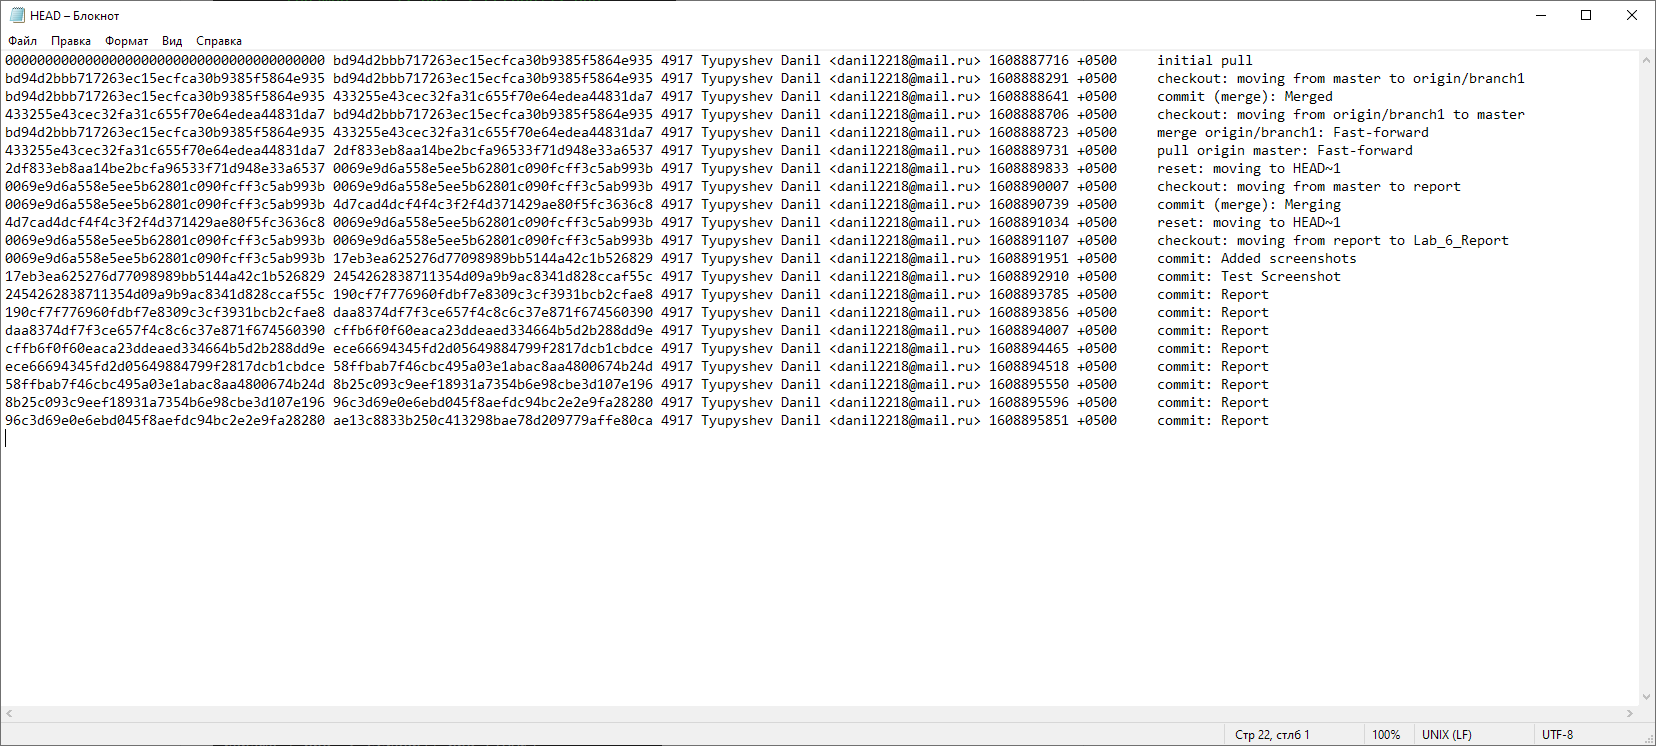 HEAD – Блокнот
Файл Правка Формат Вид Справка
0000000000000000000000000000000000000000 bd94d2bbb717263ec15ecfca30b9385f5864e935 4917 Tyupyshev Danil <danil2218@mail.ru> 1608887716 +0500 initial pull
bd94d2bbb717263ec15ecfca30b9385f5864e935 bd94d2bbb717263ec15ecfca30b9385f5864e935 4917 Tyupyshev Danil <danil2218@mail.ru> 1608888291 +0500 checkout: moving from master to origin/branch1
bd94d2bbb717263ec15ecfca30b9385f5864e935 433255e43cec32fa31c655f70e64edea44831da7 4917 Tyupyshev Danil <danil2218@mail.ru> 1608888641 +0500 commit (merge): Merged
433255e43cec32fa31c655f70e64edea44831da7 bd94d2bbb717263ec15ecfca30b9385f5864e935 4917 Tyupyshev Danil <danil2218@mail.ru> 1608888706 +0500 checkout: moving from origin/branch1 to master
bd94d2bbb717263ec15ecfca30b9385f5864e935 433255e43cec32fa31c655f70e64edea44831da7 4917 Tyupyshev Danil <danil2218@mail.ru> 1608888723 +0500 merge origin/branch1: Fast-forward
433255e43cec32fa31c655f70e64edea44831da7 2df833eb8aa14be2bcfa96533f71d948e33a6537 4917 Tyupyshev Danil <danil2218@mail.ru> 1608889731 +0500 pull origin master: Fast-forward
2df833eb8aa14be2bcfa96533f71d948e33a6537 0069e9d6a558e5ee5b62801c090fcff3c5ab993b 4917 Tyupyshev Danil <danil2218@mail.ru> 1608889833 +0500 reset: moving to HEAD~1
0069e9d6a558e5ee5b62801c090fcff3c5ab993b 0069e9d6a558e5ee5b62801c090fcff3c5ab993b 4917 Tyupyshev Danil <danil2218@mail.ru> 1608890007 +0500 checkout: moving from master to report
0069e9d6a558e5ee5b62801c090fcff3c5ab993b 4d7cad4dcf4f4c3f2f4d371429ae80f5fc3636c8 4917 Tyupyshev Danil <danil2218@mail.ru> 1608890739 +0500 commit (merge): Merging
4d7cad4dcf4f4c3f2f4d371429ae80f5fc3636c8 0069e9d6a558e5ee5b62801c090fcff3c5ab993b 4917 Tyupyshev Danil <danil2218@mail.ru> 1608891034 +0500 reset: moving to HEAD~1
0069e9d6a558e5ee5b62801c090fcff3c5ab993b 0069e9d6a558e5ee5b62801c090fcff3c5ab993b 4917 Tyupyshev Danil <danil2218@mail.ru> 1608891107 +0500 checkout: moving from report to Lab_6_Report
0069e9d6a558e5ee5b62801c090fcff3c5ab993b 17eb3ea625276d77098989bb5144a42c1b526829 4917 Tyupyshev Danil <danil2218@mail.ru> 1608891951 +0500 commit: Added screenshots
17eb3ea625276d77098989bb5144a42c1b526829 2454262838711354d09a9b9ac8341d828ccaf55c 4917 Tyupyshev Danil <danil2218@mail.ru> 1608892910 +0500 commit: Test Screenshot
2454262838711354d09a9b9ac8341d828ccaf55c 190cf7f776960fdbf7e8309c3cf3931bcb2cfae8 4917 Tyupyshev Danil <danil2218@mail.ru> 1608893785 +0500 commit: Report
190cf7f776960fdbf7e8309c3cf3931bcb2cfae8 daa8374df7f3ce657f4c8c6c37e871f674560390 4917 Tyupyshev Danil <danil2218@mail.ru> 1608893856 +0500 commit: Report
daa8374df7f3ce657f4c8c6c37e871f674560390 cffb6f0f60eaca23ddeaed334664b5d2b288dd9e 4917 Tyupyshev Danil <danil2218@mail.ru> 1608894007 +0500 commit: Report
cffb6f0f60eaca23ddeaed334664b5d2b288dd9e ece66694345fd2d05649884799f2817dcb1cbdce 4917 Tyupyshev Danil <danil2218@mail.ru> 1608894465 +0500 commit: Report
ece66694345fd2d05649884799f2817dcb1cbdce 58ffbab7f46cbc495a03e1abac8aa4800674b24d 4917 Tyupyshev Danil <danil2218@mail.ru> 1608894518 +0500 commit: Report
58ffbab7f46cbc495a03e1abac8aa4800674b24d 8b25c093c9eef18931a7354b6e98cbe3d107e196 4917 Tyupyshev Danil <danil2218@mail.ru> 1608895550 +0500 commit: Report
8b25c093c9eef18931a7354b6e98cbe3d107e196 96c3d69e0e6ebd045f8aefdc94bc2e2e9fa28280 4917 Tyupyshev Danil <danil2218@mail.ru> 1608895596 +0500 commit: Report
96c3d69e0e6ebd045f8aefdc94bc2e2e9fa28280 ae13c8833b250c413298bae78d209779affe80ca 4917 Tyupyshev Danil <danil2218@mail.ru> 1608895851 +0500 commit: Report
Стр 22, стлб 1 100% UNIX (LF) UTF-8